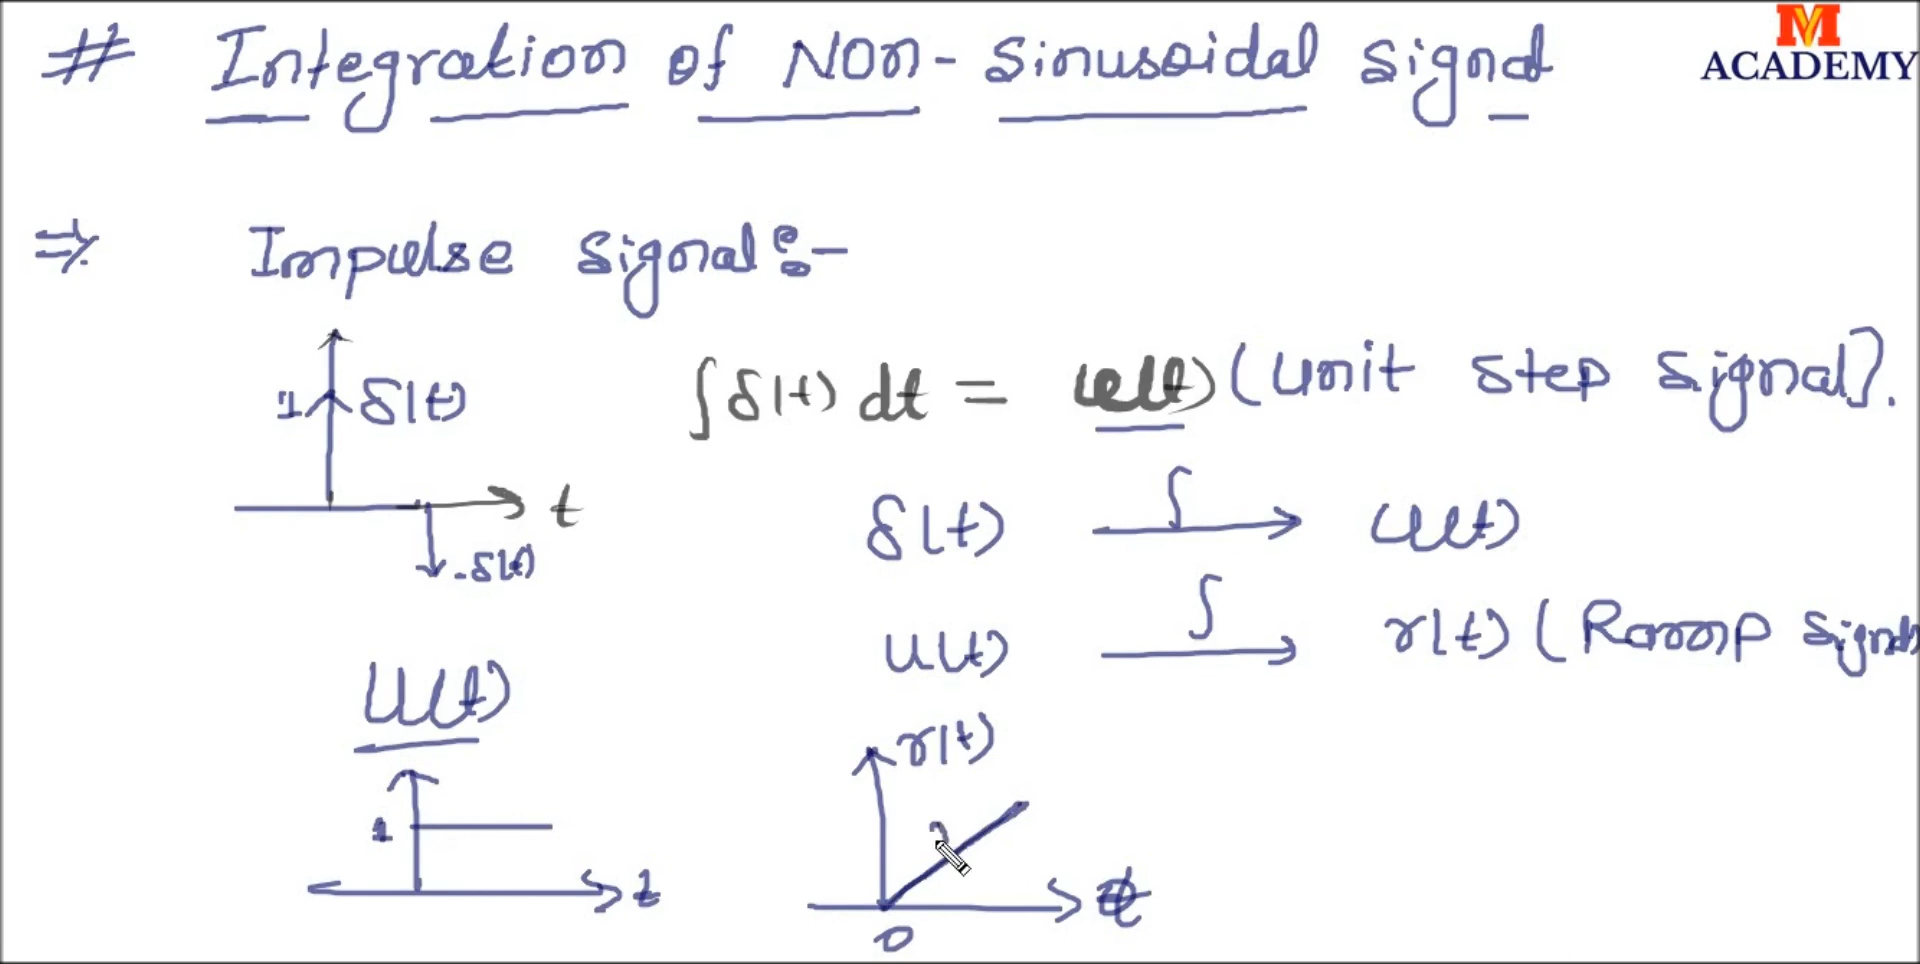 # Integration of Non-Sinusoidal Signal
M
ACADEMY
⇒ Impulse Signal:-
1 δ(t)
∫δ(t) dt = u(t) (Unit Step Signal).
t
-δ(t)
δ(t) ∫→ u(t)
u(t) ∫→ r(t) (Ramp Signal)
U(t)
r(t)
1
t
t
0